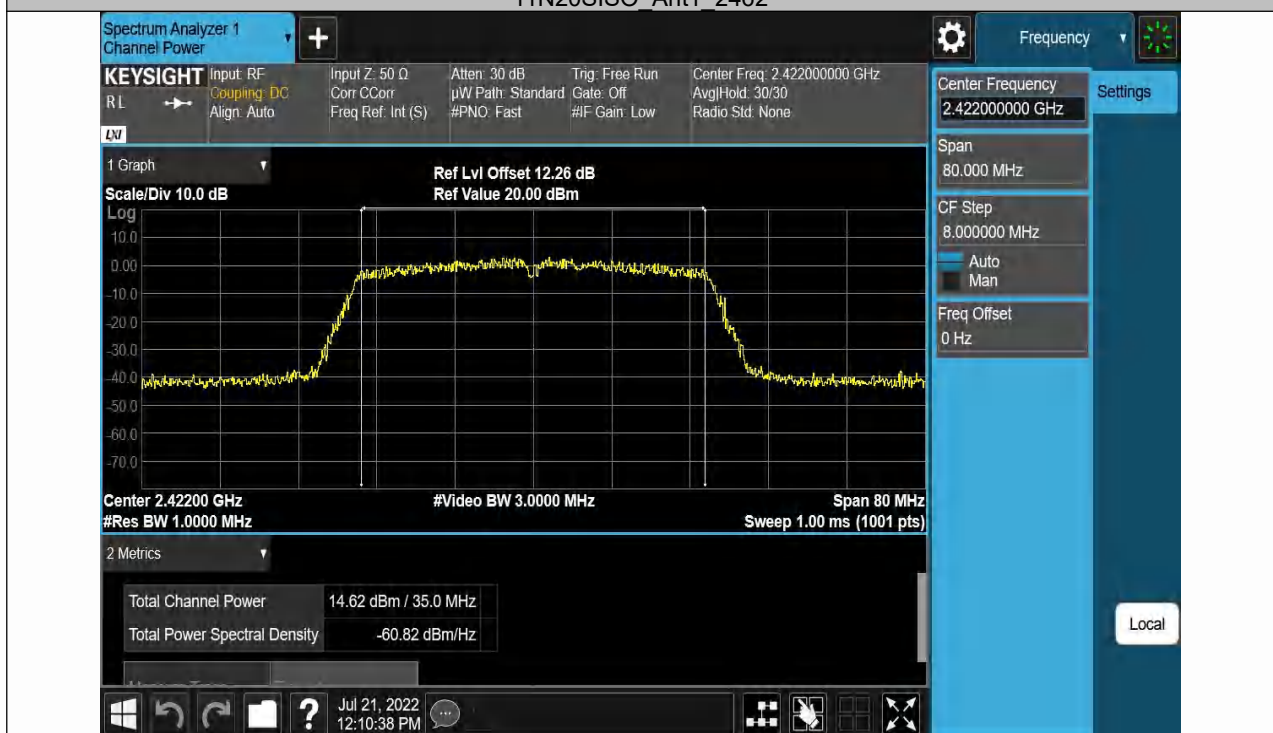 11N20SISO_Ant1_2462
Spectrum Analyzer 1
Channel Power
+
Frequency
KEYSIGHT
RL
LXI
Input: RF
Coupling: DC
Align: Auto
Input Z: 50 Ω
Corr CCorr
Freq Ref: Int (S)
Atten: 30 dB
µW Path: Standard
#PNO: Fast
Trig: Free Run
Gate: Off
#IF Gain: Low
Center Freq: 2.422000000 GHz
Avg|Hold: 30/30
Radio Std: None
Center Frequency
2.422000000 GHz
Settings
Span
80.000 MHz
CF Step
8.000000 MHz
Auto
Man
Freq Offset
0 Hz
Local
1 Graph
Scale/Div 10.0 dB
Ref Lvl Offset 12.26 dB
Ref Value 20.00 dBm
Log
10.0
0.00
-10.0
-20.0
-30.0
-40.0
-50.0
-60.0
-70.0
Center 2.42200 GHz
#Video BW 3.0000 MHz
Span 80 MHz
#Res BW 1.0000 MHz
Sweep 1.00 ms (1001 pts)
2 Metrics
Total Channel Power 14.62 dBm / 35.0 MHz
Total Power Spectral Density -60.82 dBm/Hz
?
Jul 21, 2022
12:10:38 PM